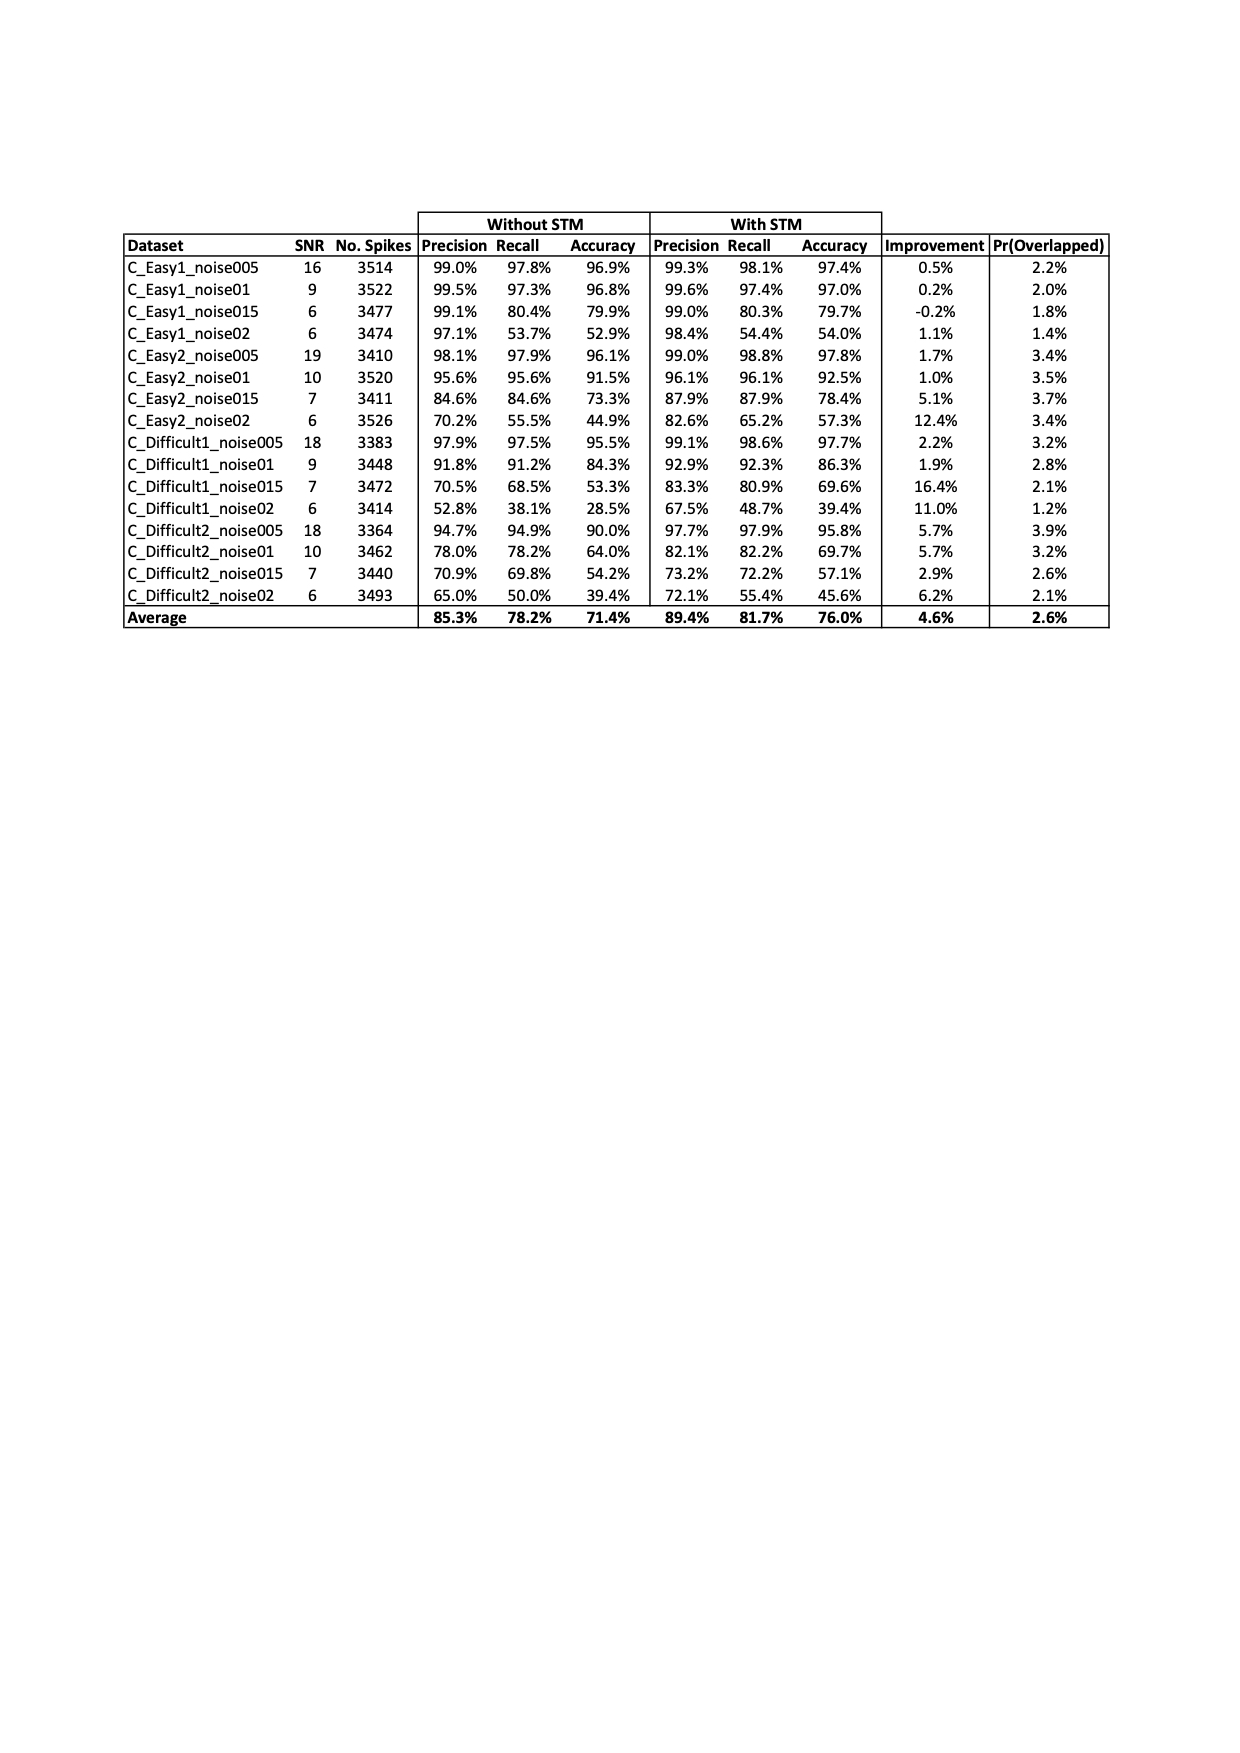 Without STM With STM
Dataset SNR No. Spikes Precision Recall Accuracy Precision Recall Accuracy Improvement Pr(Overlapped)
C_Easy1_noise005 16 3514 99.0% 97.8% 96.9% 99.3% 98.1% 97.4% 0.5% 2.2%
C_Easy1_noise01 9 3522 99.5% 97.3% 96.8% 99.6% 97.4% 97.0% 0.2% 2.0%
C_Easy1_noise015 6 3477 99.1% 80.4% 79.9% 99.0% 80.3% 79.7% -0.2% 1.8%
C_Easy1_noise02 6 3474 97.1% 53.7% 52.9% 98.4% 54.4% 54.0% 1.1% 1.4%
C_Easy2_noise005 19 3410 98.1% 97.9% 96.1% 99.0% 98.8% 97.8% 1.7% 3.4%
C_Easy2_noise01 10 3520 95.6% 95.6% 91.5% 96.1% 96.1% 92.5% 1.0% 3.5%
C_Easy2_noise015 7 3411 84.6% 84.6% 73.3% 87.9% 87.9% 78.4% 5.1% 3.7%
C_Easy2_noise02 6 3526 70.2% 55.5% 44.9% 82.6% 65.2% 57.3% 12.4% 3.4%
C_Difficult1_noise005 18 3383 97.9% 97.5% 95.5% 99.1% 98.6% 97.7% 2.2% 3.2%
C_Difficult1_noise01 9 3448 91.8% 91.2% 84.3% 92.9% 92.3% 86.3% 1.9% 2.8%
C_Difficult1_noise015 7 3472 70.5% 68.5% 53.3% 83.3% 80.9% 69.6% 16.4% 2.1%
C_Difficult1_noise02 6 3414 52.8% 38.1% 28.5% 67.5% 48.7% 39.4% 11.0% 1.2%
C_Difficult2_noise005 18 3364 94.7% 94.9% 90.0% 97.7% 97.9% 95.8% 5.7% 3.9%
C_Difficult2_noise01 10 3462 78.0% 78.2% 64.0% 82.1% 82.2% 69.7% 5.7% 3.2%
C_Difficult2_noise015 7 3440 70.9% 69.8% 54.2% 73.2% 72.2% 57.1% 2.9% 2.6%
C_Difficult2_noise02 6 3493 65.0% 50.0% 39.4% 72.1% 55.4% 45.6% 6.2% 2.1%
Average 85.3% 78.2% 71.4% 89.4% 81.7% 76.0% 4.6% 2.6%